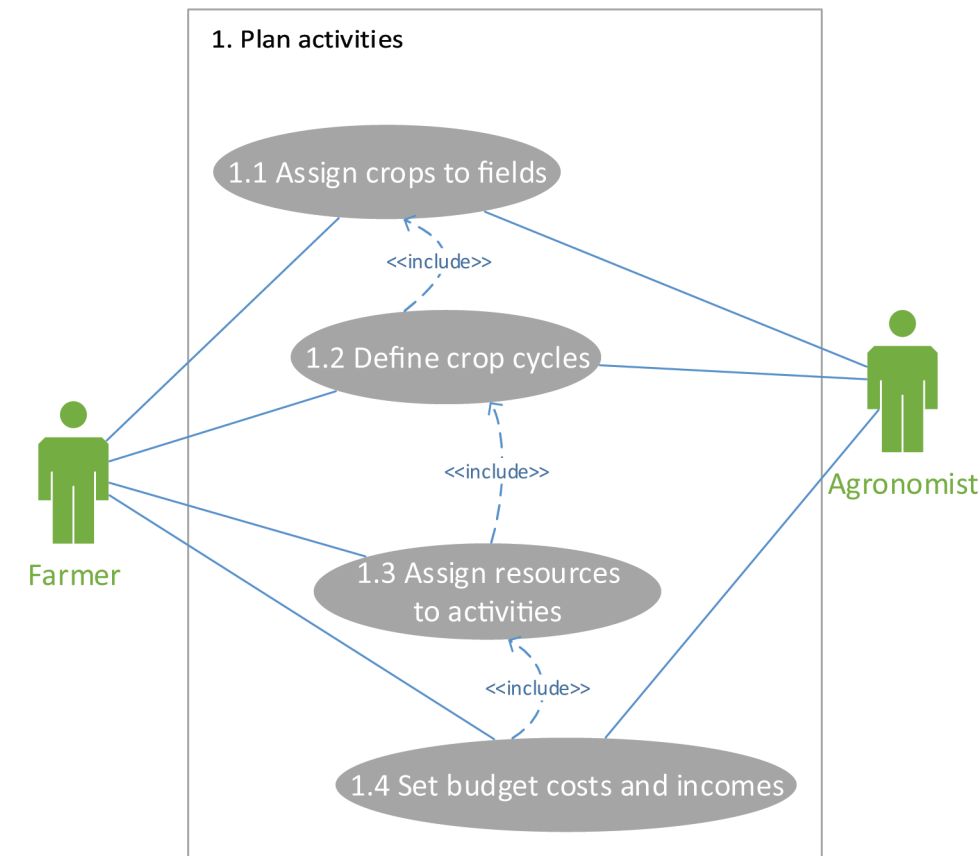 1. Plan activities
1.1 Assign crops to fields
<<include>>
1.2 Define crop cycles
<<include>>
Agronomist
Farmer
1.3 Assign resources
to activities
<<include>>
1.4 Set budget costs and incomes